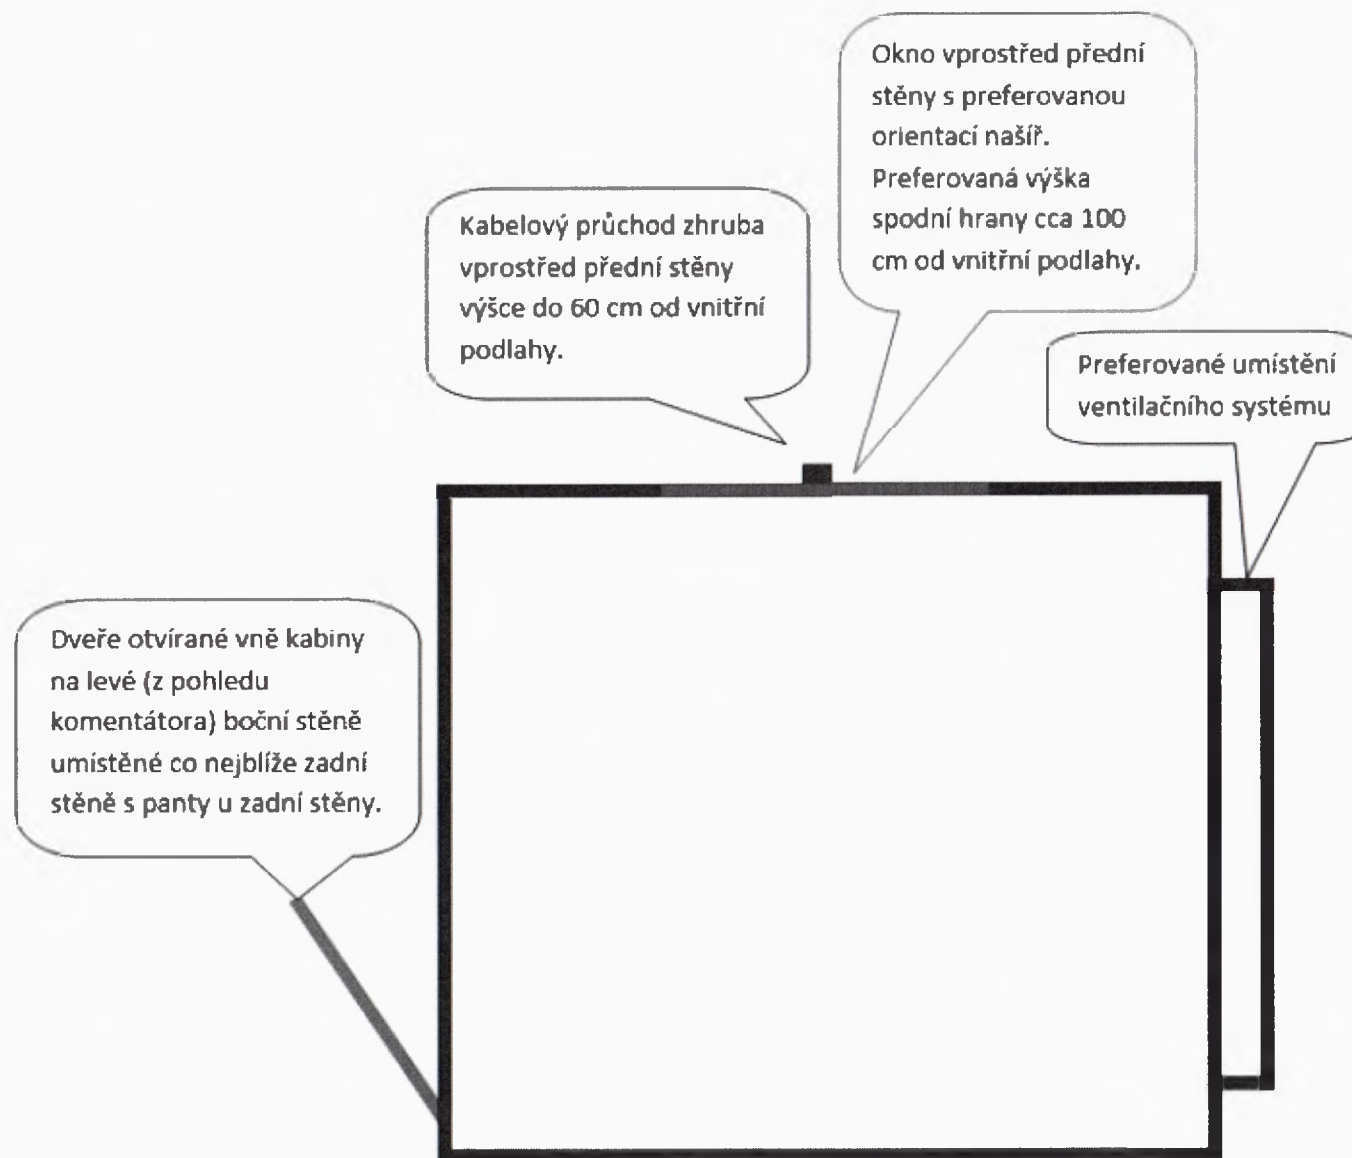 Okno vprostřed přední
stěny s preferovanou
orientací našíř.
Preferovaná výška
spodní hrany cca 100
cm od vnitřní podlahy.
Kabelový průchod zhruba
vprostřed přední stěny
výšce do 60 cm od vnitřní
podlahy.
Preferované umístění
ventilačního systému
Dveře otvírané vně kabiny
na levé (z pohledu
komentátora) boční stěně
umístěné co nejblíže zadní
stěně s panty u zadní stěny.